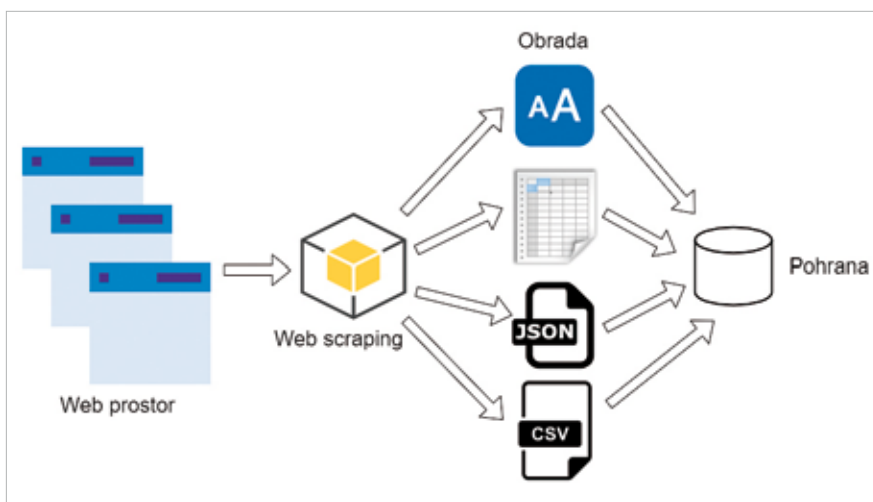 Obrada
AA
Web prostor
Web scraping
JSON
CSV
Pohrana